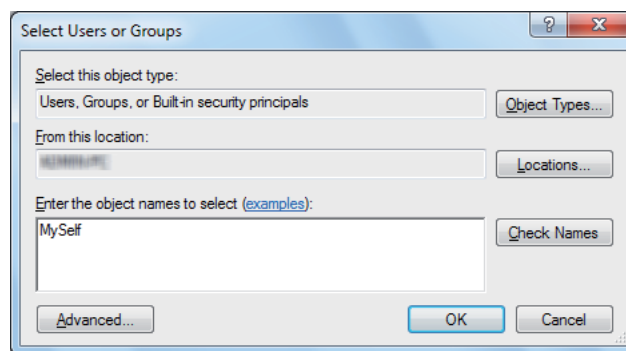 Select Users or Groups
Select this object type:
Users, Groups, or Built-in security principals
Object Types...
From this location:
Locations...
Enter the object names to select (examples):
MySelf
Check Names
Advanced...
OK
Cancel